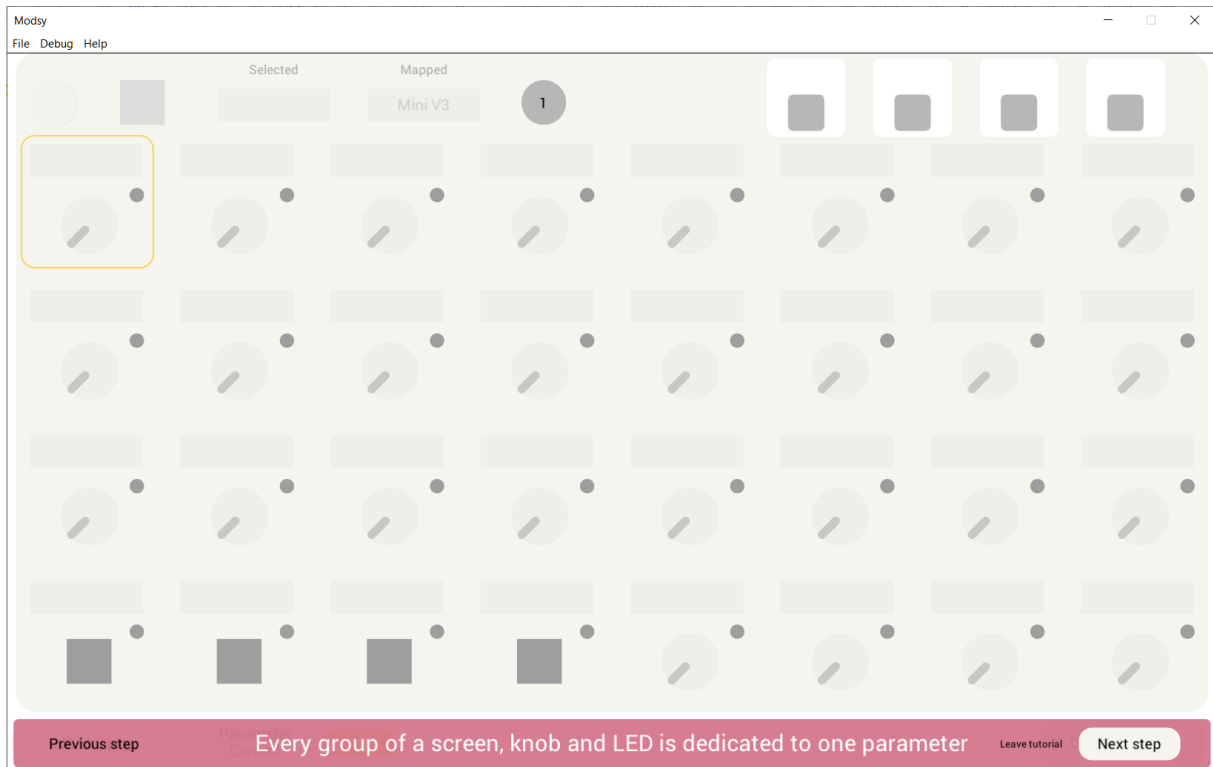 Modsy
File Debug Help
Selected
Mapped
Mini V3
1
Previous step
Every group of a screen, knob and LED is dedicated to one parameter
Leave tutorial
Next step